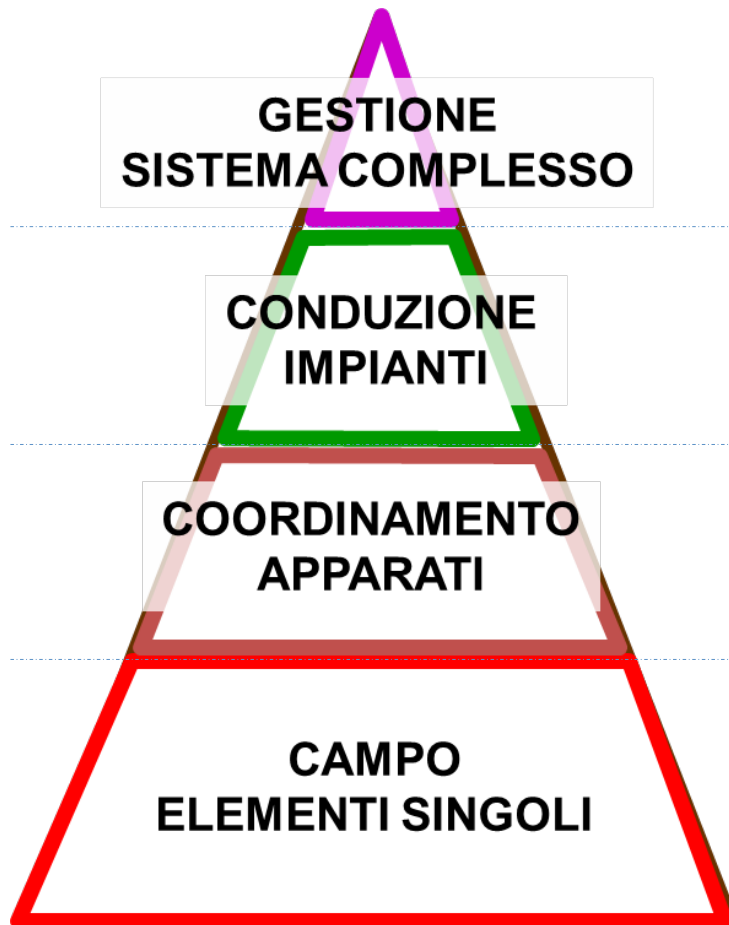 GESTIONE
SISTEMA COMPLESSO
CONDUZIONE
IMPIANTI
COORDINAMENTO
APPARATI
CAMPO
ELEMENTI SINGOLI